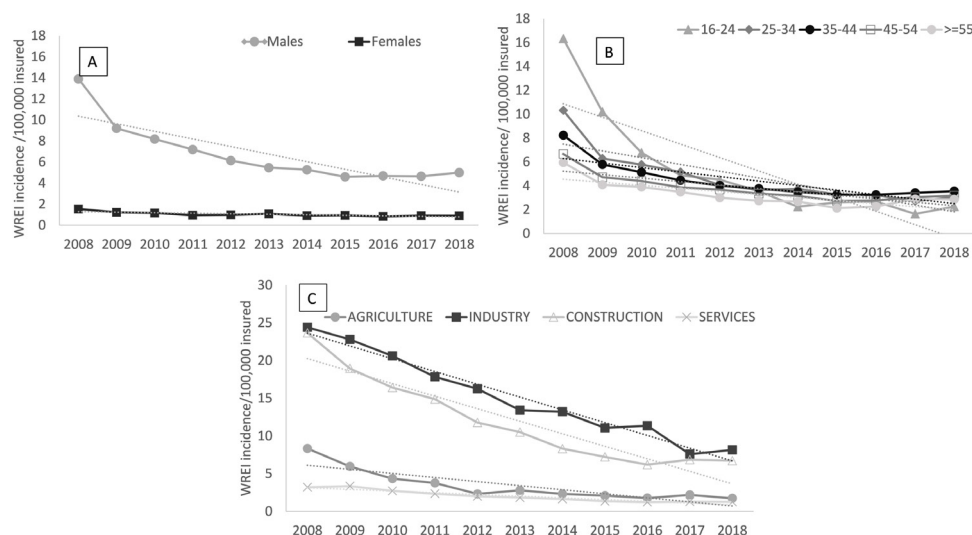 A
Males Females
WREI incidence /100,000 insured
18
16
14
12
10
8
6
4
2
0
2008 2009 2010 2011 2012 2013 2014 2015 2016 2017 2018
B
16-24 25-34 35-44 45-54 >=55
WREI incidence/ 100,000 insured
18
16
14
12
10
8
6
4
2
0
2008 2009 2010 2011 2012 2013 2014 2015 2016 2017 2018
C
AGRICULTURE INDUSTRY CONSTRUCTION SERVICES
WREI incidence/100,000 insured
30
25
20
15
10
5
0
2008 2009 2010 2011 2012 2013 2014 2015 2016 2017 2018